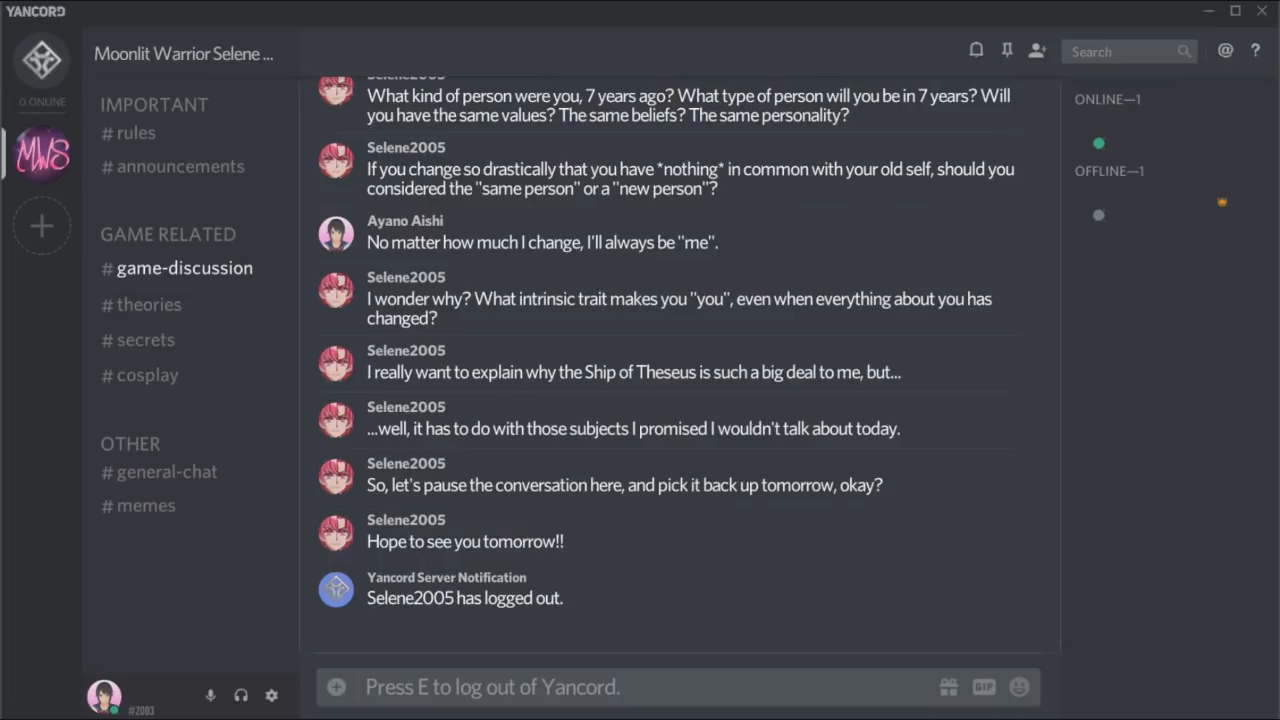 YANCORD
Moonlit Warrior Selene ...
Search
@
?
0 ONLINE
MWS
IMPORTANT
# rules
# announcements
GAME RELATED
# game-discussion
# theories
# secrets
# cosplay
OTHER
# general-chat
# memes
#2003
Selene2005
What kind of person were you, 7 years ago? What type of person will you be in 7 years? Will
you have the same values? The same beliefs? The same personality?
Selene2005
If you change so drastically that you have *nothing* in common with your old self, should you
considered the "same person" or a "new person"?
Ayano Aishi
No matter how much I change, I'll always be "me".
Selene2005
I wonder why? What intrinsic trait makes you "you", even when everything about you has
changed?
Selene2005
I really want to explain why the Ship of Theseus is such a big deal to me, but...
Selene2005
...well, it has to do with those subjects I promised I wouldn't talk about today.
Selene2005
So, let's pause the conversation here, and pick it back up tomorrow, okay?
Selene2005
Hope to see you tomorrow!!
Yancord Server Notification
Selene2005 has logged out.
Press E to log out of Yancord.
GIF
ONLINE—1
OFFLINE—1